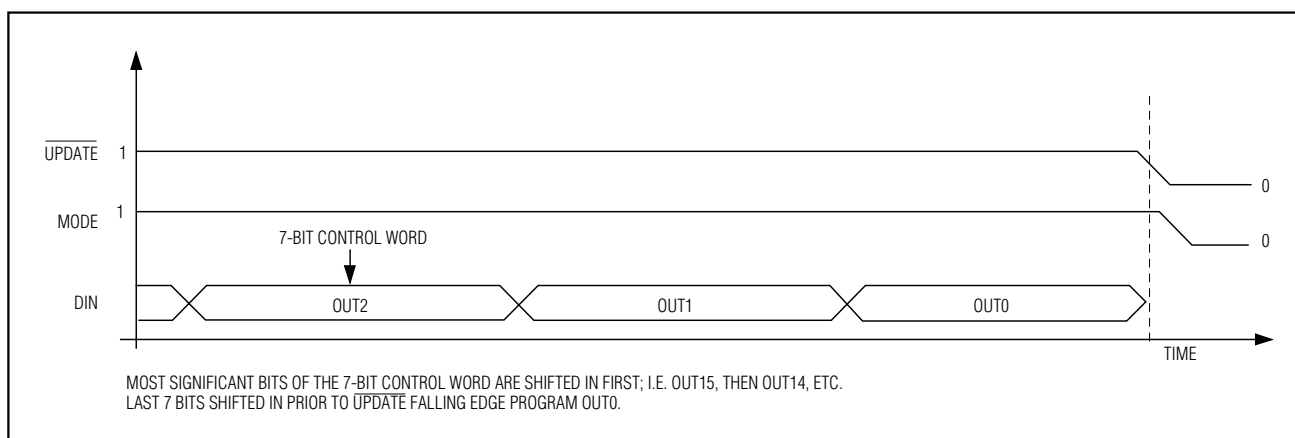 UPDATE 1
0
MODE 1
0
7-BIT CONTROL WORD
DIN OUT2 OUT1 OUT0
TIME
MOST SIGNIFICANT BITS OF THE 7-BIT CONTROL WORD ARE SHIFTED IN FIRST; I.E. OUT15, THEN OUT14, ETC.
LAST 7 BITS SHIFTED IN PRIOR TO UPDATE FALLING EDGE PROGRAM OUT0.